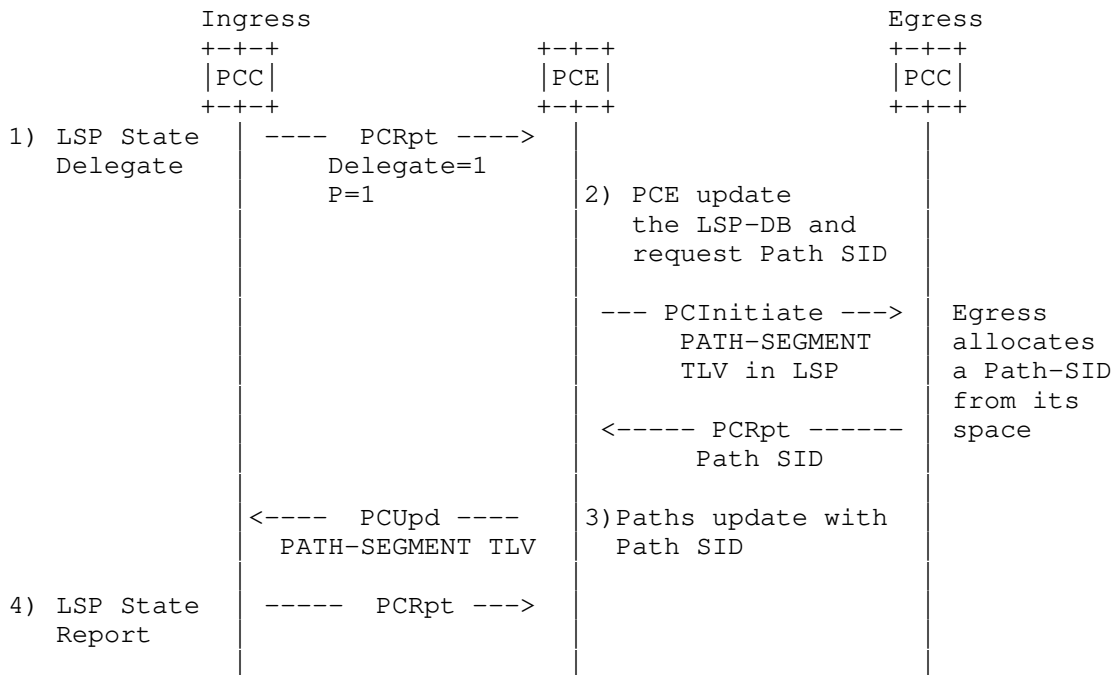 Ingress Egress
+-+-+ +-+-+ +-+-+
|PCC| |PCE| |PCC|
+-+-+ +-+-+ +-+-+
1) LSP State | ---- PCRpt ----> | |
Delegate | Delegate=1 | |
| P=1 |2) PCE update |
| | the LSP-DB and |
| | request Path SID |
| | |
| | --- PCInitiate ---> | Egress
| | PATH-SEGMENT | allocates
| | TLV in LSP | a Path-SID
| | | from its
| | <----- PCRpt ------ | space
| | Path SID |
| | |
|<---- PCUpd ---- |3)Paths update with |
| PATH-SEGMENT TLV | Path SID |
| | |
4) LSP State | ----- PCRpt ---> | |
Report | | |
| | |